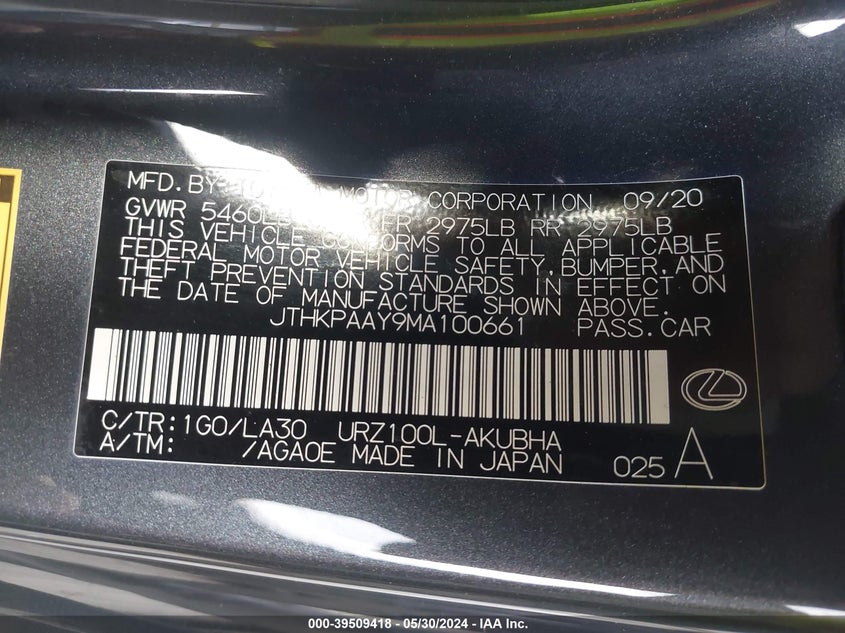 MFD.BY MOTOR CORPORATION 09/20
GVWR 5460LB 2975LB RR 2975LB
THIS VEHICLE CONFORMS TO ALL APPLICABLE
FEDERAL MOTOR VEHICLE SAFETY, BUMPER, AND
THEFT PREVENTION STANDARDS IN EFFECT ON
THE DATE OF MANUFACTURE SHOWN ABOVE.
JTHKPAAY9MA100661 PASS.CAR
C/TR: 1G0/LA30 URZ100L-AKUBHA
A/TM: /AGA0E MADE IN JAPAN
025 A
000-39509418 - 05/30/2024 - IAA Inc.